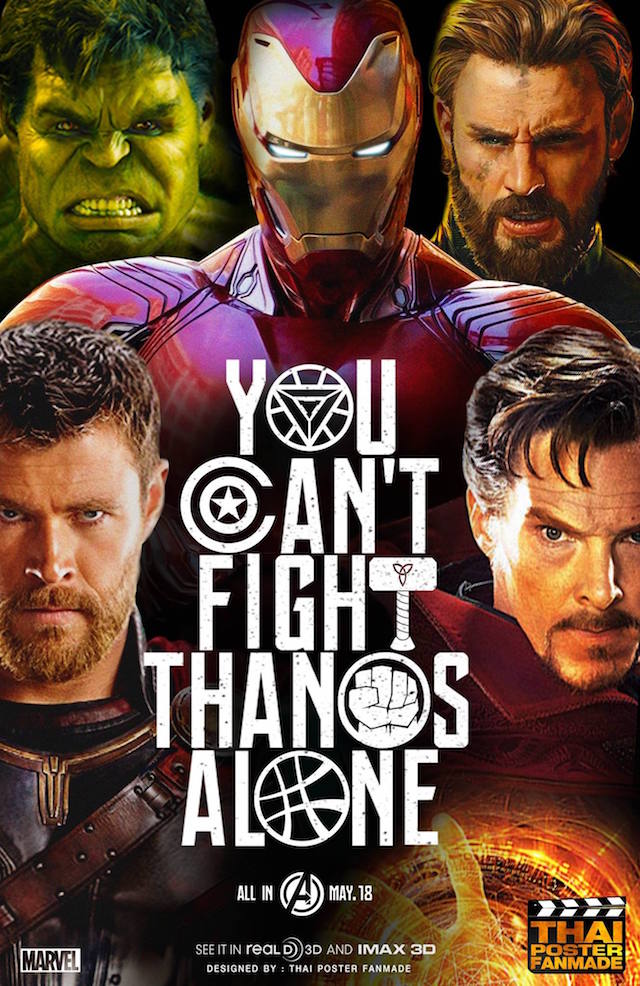 YOU
CAN'T
FIGHT
THANOS
ALONE
ALL IN A MAY.18
SEE IT IN REAL D 3D AND IMAX 3D
DESIGNED BY : THAI POSTER FANMADE
MARVEL
THAI
POSTER
FANMADE